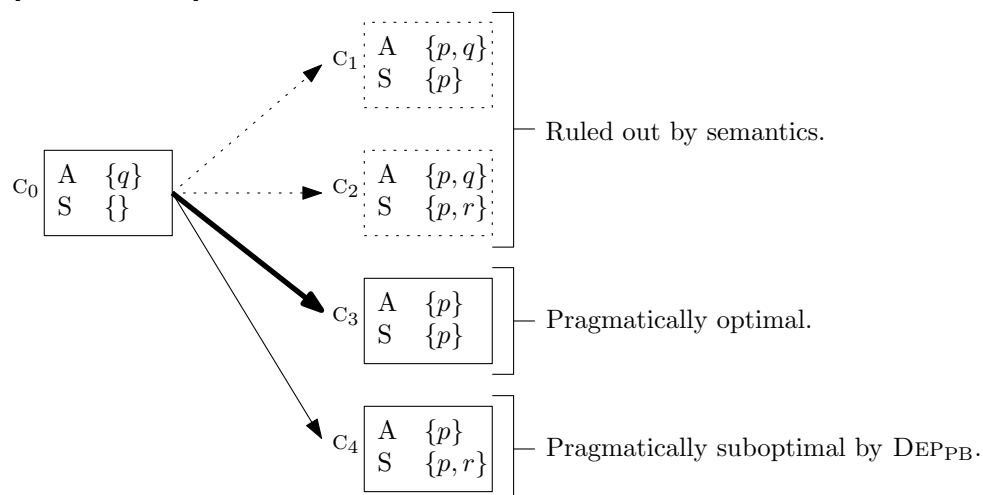 C1 A {p, q}
S {p}
Ruled out by semantics.
C0 A {q}
S {}
C2 A {p, q}
S {p, r}
C3 A {p}
S {p}
Pragmatically optimal.
C4 A {p}
S {p, r}
Pragmatically suboptimal by DEPPB.